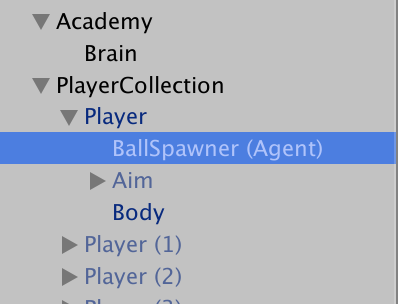 Academy
Brain
PlayerCollection
Player
BallSpawner (Agent)
Aim
Body
Player (1)
Player (2)